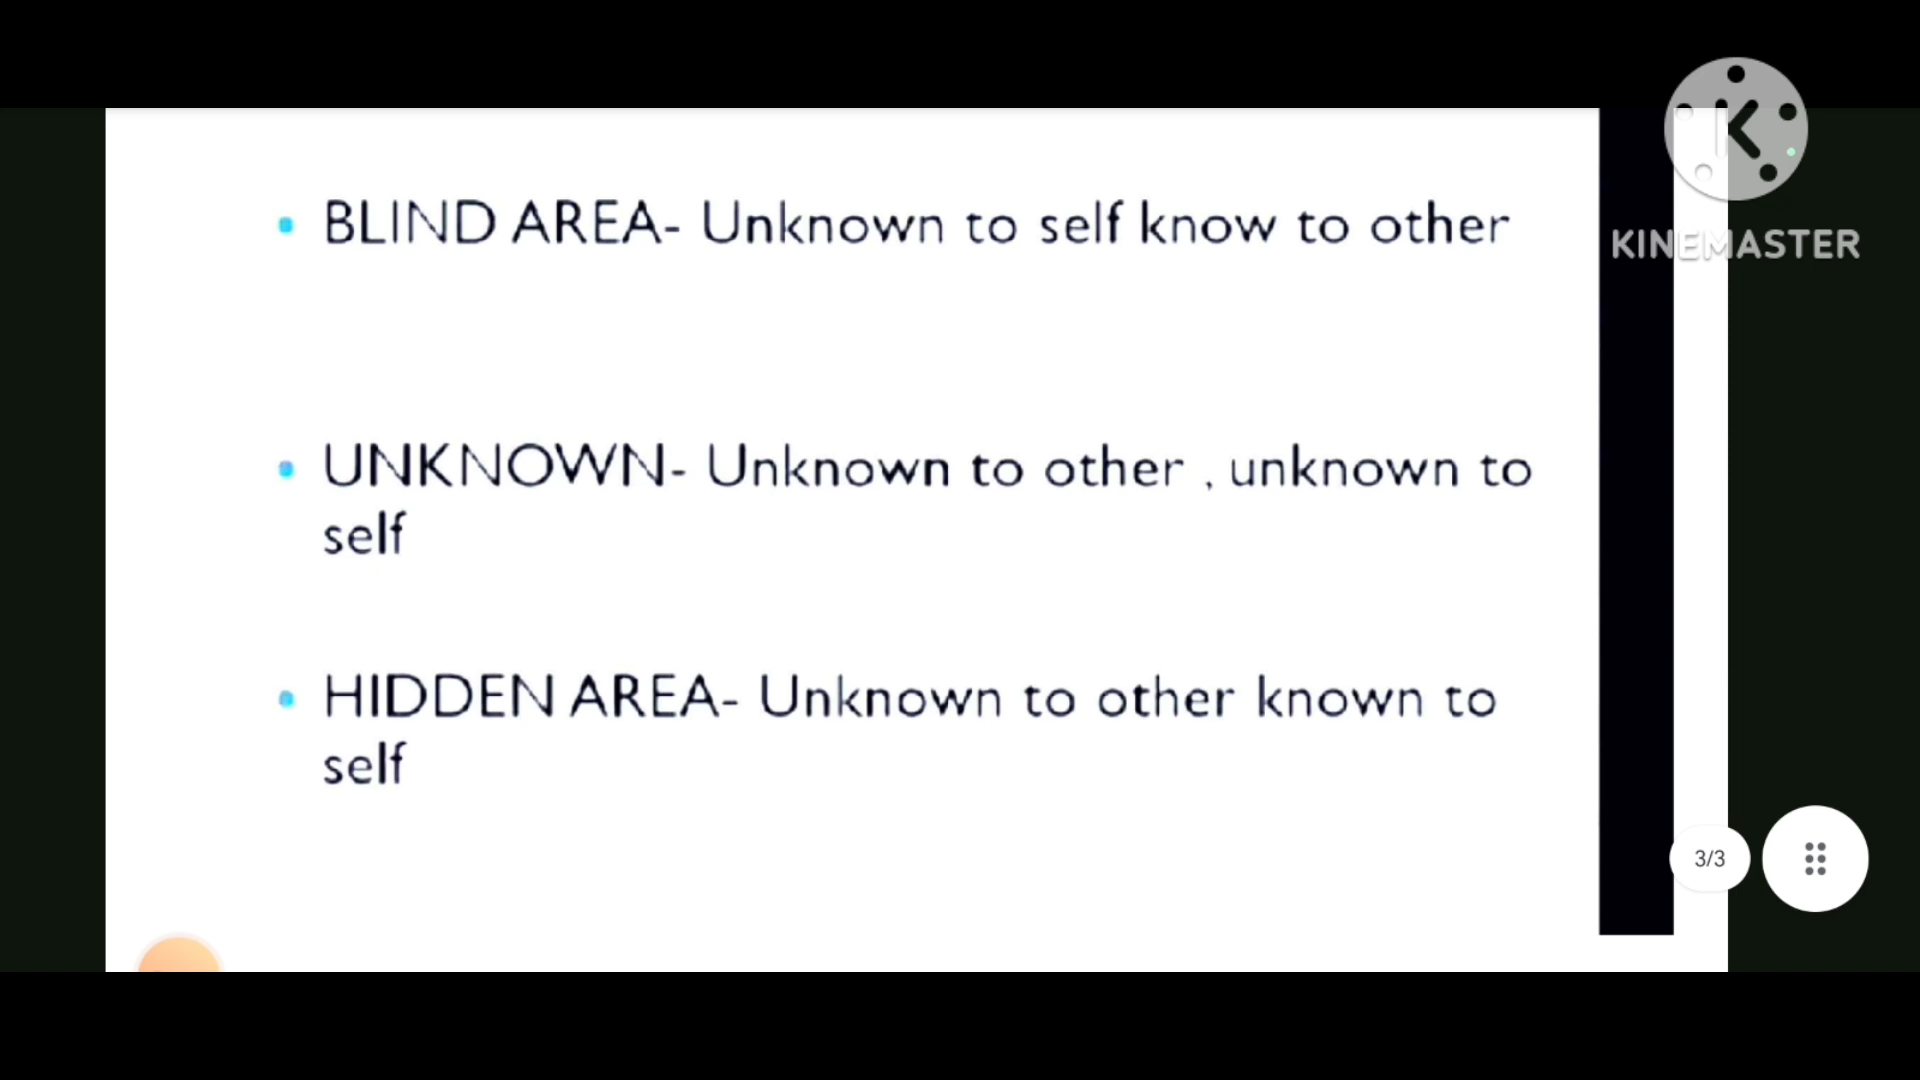 BLIND AREA- Unknown to self know to other
UNKNOWN- Unknown to other , unknown to
self
HIDDEN AREA- Unknown to other known to
self
KINEMASTER
3/3